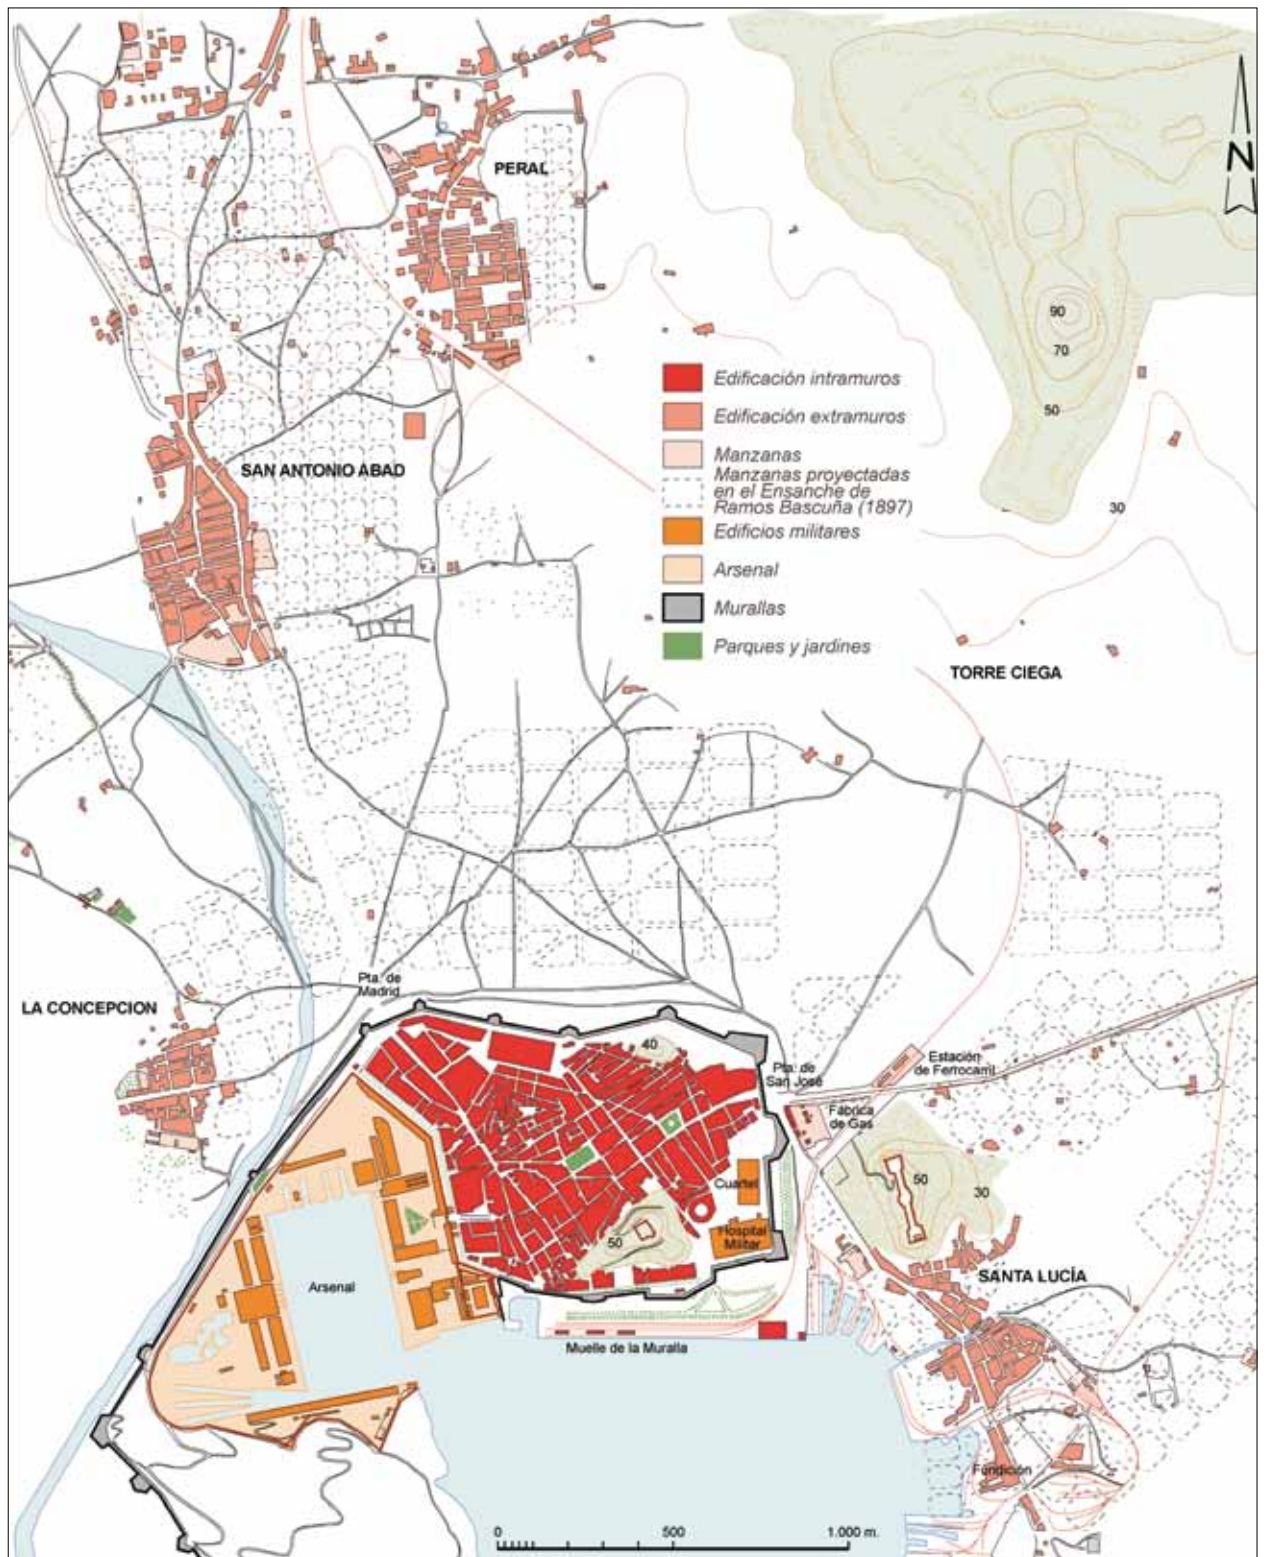 N
PERAL
90
70
50
30
Edificación intramuros
Edificación extramuros
Manzanas
Manzanas proyectadas
en el Ensanche de
Ramos Bascuña (1897)
Edificios militares
Arsenal
Murallas
Parques y jardines
SAN ANTONIO ABAD
TORRE CIEGA
LA CONCEPCION
Pta. de
Madrid
40
Pta. de
San José
Estación
de Ferrocarril
Fábrica
de Gas
Cuartel
Hospital
Militar
50
50
30
Arsenal
SANTA LUCÍA
Muelle de la Muralla
Fundición
0
500
1.000 m.